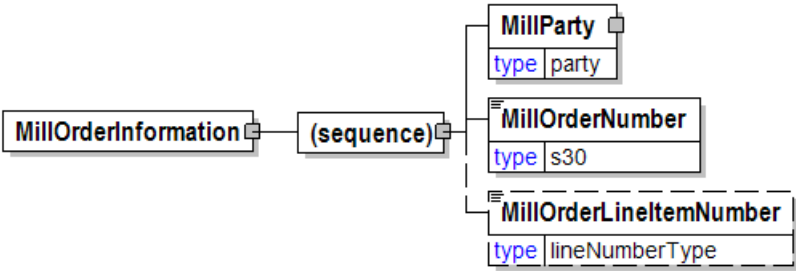 MillParty
type party
MillOrderInformation
(sequence)
MillOrderNumber
type s30
MillOrderLineItemNumber
type lineNumberType